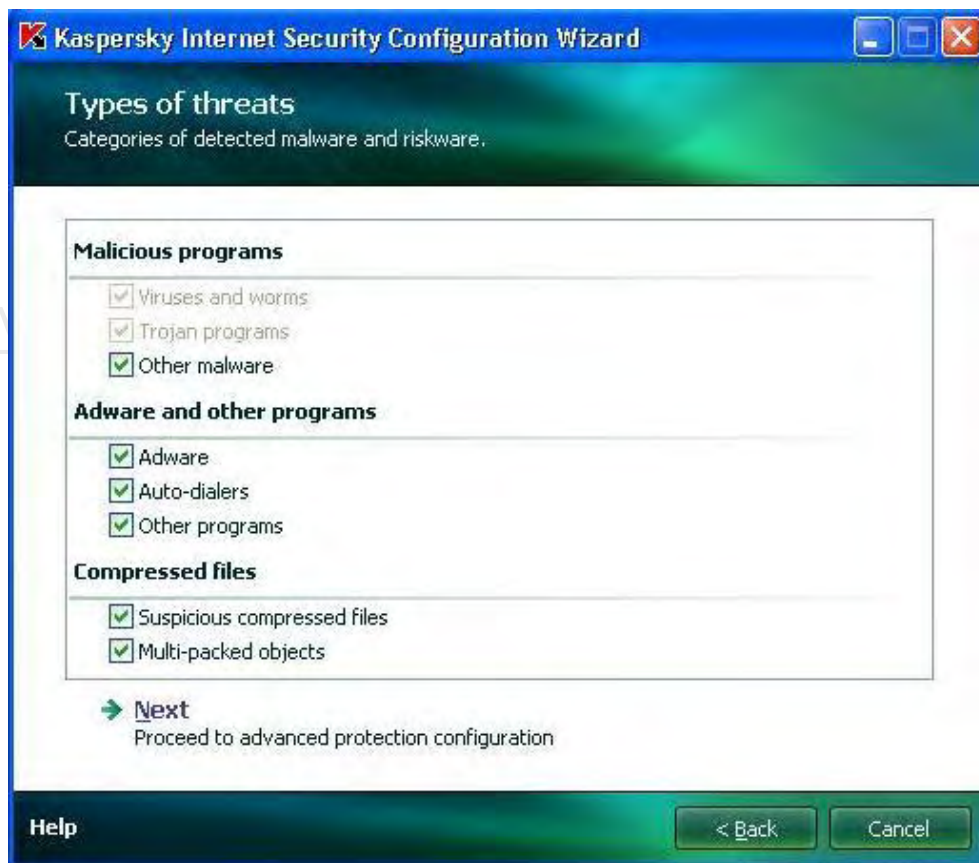 Kaspersky Internet Security Configuration Wizard
Types of threats
Categories of detected malware and riskware.
Malicious programs
Viruses and worms
Trojan programs
Other malware
Adware and other programs
Adware
Auto-dialers
Other programs
Compressed files
Suspicious compressed files
Multi-packed objects
Next
Proceed to advanced protection configuration
Help
< Back
Cancel